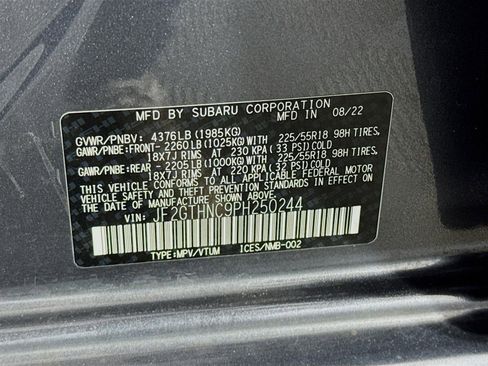 MFD BY SUBARU CORPORATION
MFD IN 08/22
GVWR/PNBV: 4376LB(1985KG)
GAWR/PNBE:FRONT- 2260LB(1025KG)WITH 225/55R18 98H TIRES,
18X7J RIMS AT 230 KPA(33 PSI)COLD
GAWR/PNBE:REAR - 2205LB(1000KG)WITH 225/55R18 98H TIRES,
18X7J RIMS AT 220 KPA(32 PSI)COLD
THIS VEHICLE CONFORMS TO ALL APPLICABLE FEDERAL MOTOR
VEHICLE SAFETY STANDARDS IN EFFECT ON THE DATE OF
MANUFACTURE SHOWN ABOVE.
VIN: JF2GTHNC9PH250244
TYPE:MPV/VTUM ICES/NMB-002